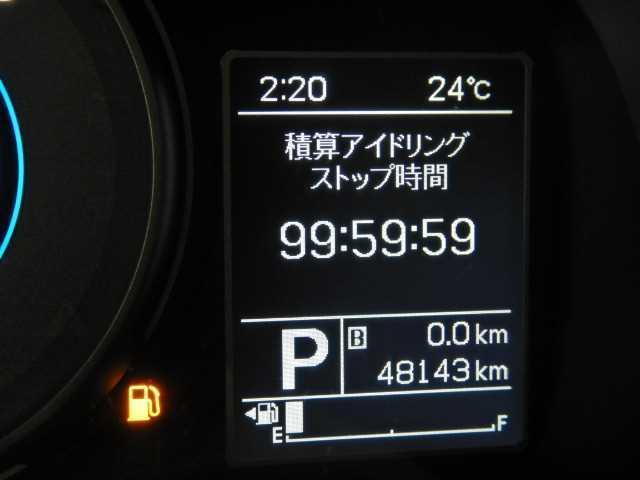 2:20 24℃
積算アイドリング
ストップ時間
99:59:59
P B 0.0km
48143km
E F